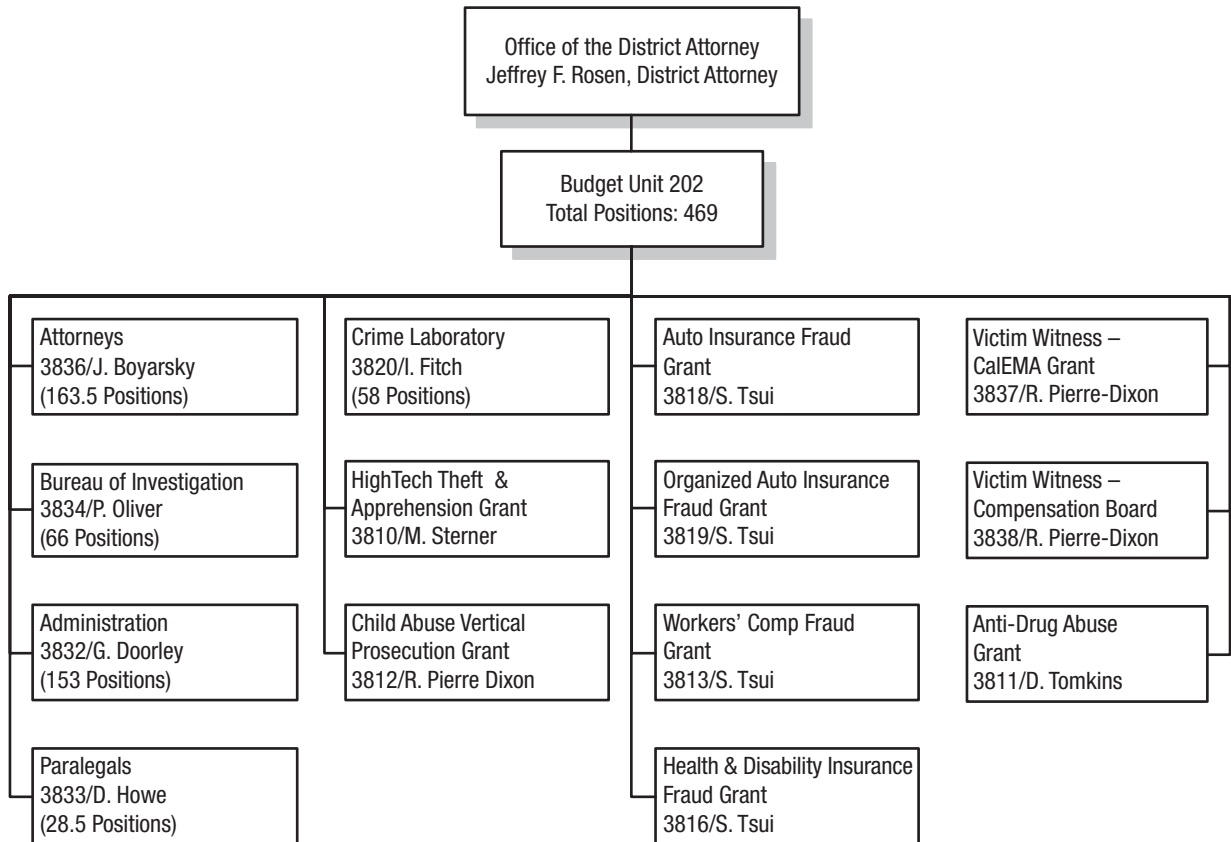 Office of the District Attorney
Jeffrey F. Rosen, District Attorney
Budget Unit 202
Total Positions: 469
Attorneys
3836/J. Boyarsky
(163.5 Positions)
Bureau of Investigation
3834/P. Oliver
(66 Positions)
Administration
3832/G. Doorley
(153 Positions)
Paralegals
3833/D. Howe
(28.5 Positions)
Crime Laboratory
3820/I. Fitch
(58 Positions)
HighTech Theft &
Apprehension Grant
3810/M. Sterner
Child Abuse Vertical
Prosecution Grant
3812/R. Pierre Dixon
Auto Insurance Fraud
Grant
3818/S. Tsui
Organized Auto Insurance
Fraud Grant
3819/S. Tsui
Workers’ Comp Fraud
Grant
3813/S. Tsui
Health & Disability Insurance
Fraud Grant
3816/S. Tsui
Victim Witness –
CalEMA Grant
3837/R. Pierre-Dixon
Victim Witness –
Compensation Board
3838/R. Pierre-Dixon
Anti-Drug Abuse
Grant
3811/D. Tomkins